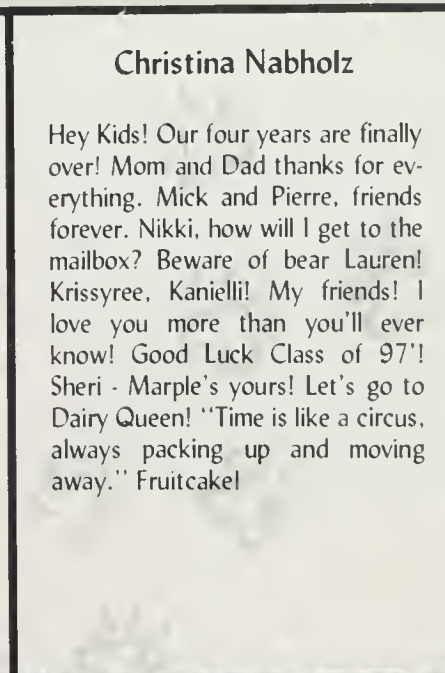 Christina Nabholz
Hey Kids! Our four years are finally
over! Mom and Dad thanks for ev-
erything. Mick and Pierre, friends
forever. Nikki, how will I get to the
mailbox? Beware of bear Lauren!
Krissyree, Kanielli! My friends! I
love you more than you'll ever
know! Good Luck Class of 97'!
Sheri - Marple's yours! Let's go to
Dairy Queen! "Time is like a circus,
always packing up and moving
away." Fruitcake!